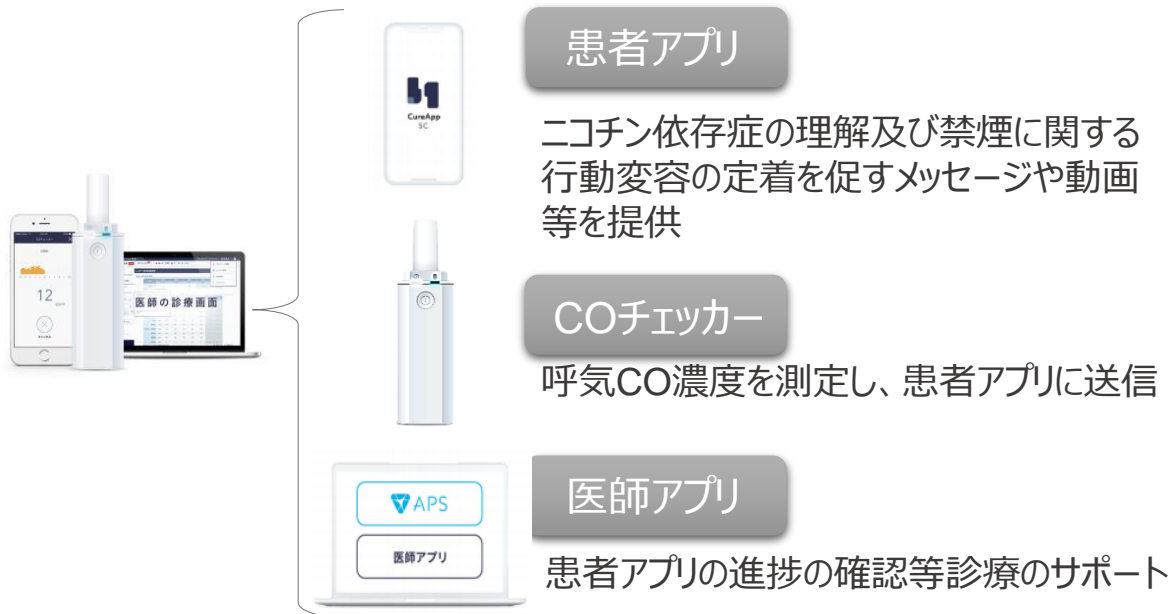 患者アプリ
CureApp
SC
ニコチン依存症の理解及び禁煙に関する
行動変容の定着を促すメッセージや動画
等を提供
12
ppm
医師の診療画面
COチェッカー
呼気CO濃度を測定し、患者アプリに送信
APS
医師アプリ
医師アプリ
患者アプリの進捗の確認等診療のサポート